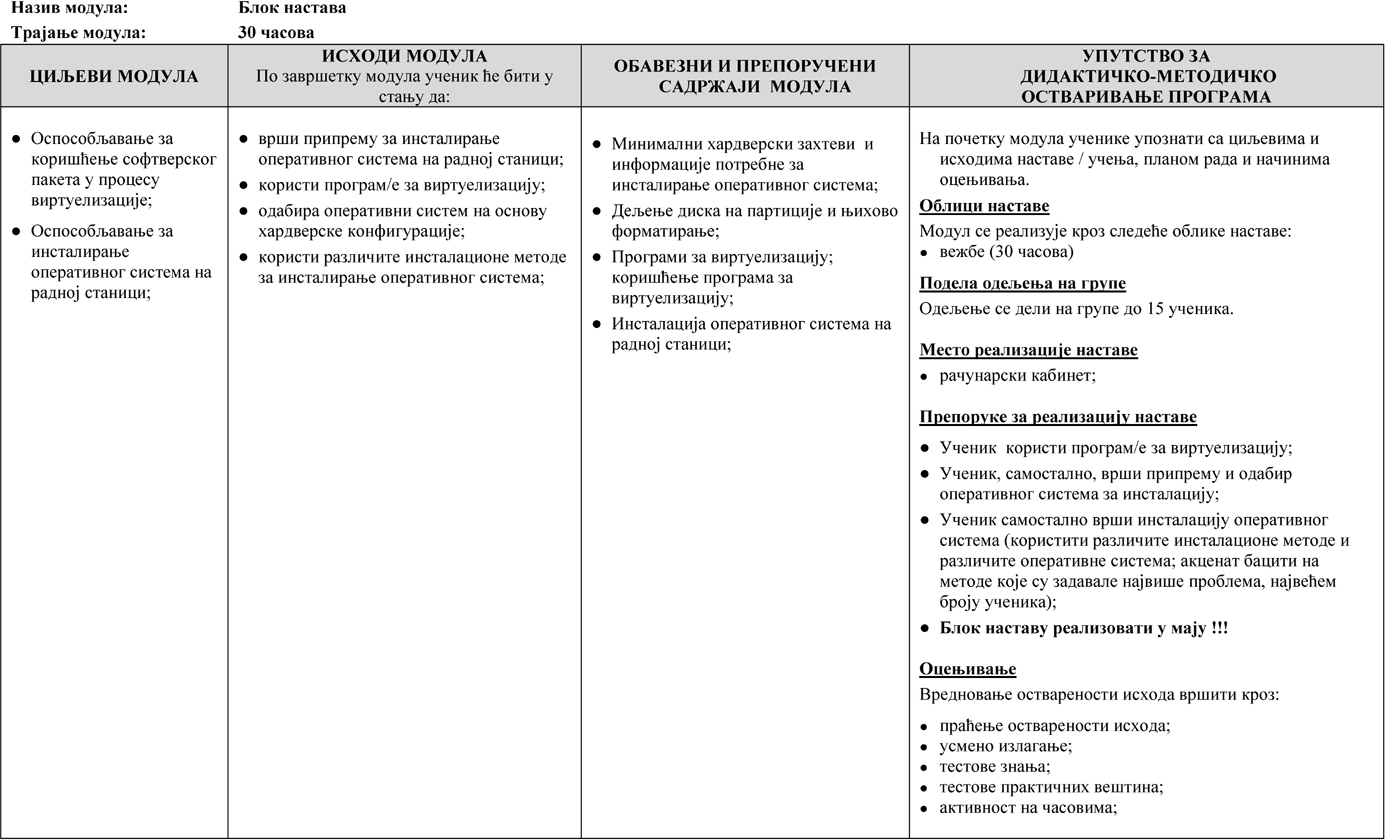 Назив модула: Блок настава
Трајање модула: 30 часова
ЦИЉЕВИ МОДУЛА
ИСХОДИ МОДУЛА
По завршетку модула ученик ће бити у
стању да:
ОБАВЕЗНИ И ПРЕПОРУЧЕНИ
САДРЖАЈИ МОДУЛА
УПУТСТВО ЗА
ДИДАКТИЧКО-МЕТОДИЧКО
ОСТВАРИВАЊЕ ПРОГРАМА
● Оспособљавање за
коришћење софтверског
пакета у процесу
виртуелизације;
● Оспособљавање за
инсталирање
оперативног система на
радној станици;
● врши припрему за инсталирање
оперативног система на радној станици;
● користи програм/е за виртуелизацију;
● одабира оперативни систем на основу
хардверске конфигурације;
● користи различите инсталационе методе
за инсталирање оперативног система;
● Минимални хардверски захтеви и
информације потребне за
инсталирање оперативног система;
● Дељење диска на партиције и њихово
форматирање;
● Програми за виртуелизацију;
коришћење програма за
виртуелизацију;
● Инсталација оперативног система на
радној станици;
На почетку модула ученике упознати са циљевима и
исходима наставе / учења, планом рада и начинима
оцењивања.
Облици наставе
Модул се реализује кроз следеће облике наставе:
● вежбе (30 часова)
Подела одељења на групе
Одељење се дели на групе до 15 ученика.
Место реализације наставе
● рачунарски кабинет;
Препоруке за реализацију наставе
● Ученик користи програм/е за виртуелизацију;
● Ученик, самостално, врши припрему и одабир
оперативног система за инсталацију;
● Ученик самостално врши инсталацију оперативног
система (користити различите инсталационе методе и
различите оперативне система; акценат бацити на
методе које су задавале највише проблема, највећем
броју ученика);
● Блок наставу реализовати у мају !!!
Оцењивање
Вредновање остварености исхода вршити кроз:
● праћење остварености исхода;
● усмено излагање;
● тестове знања;
● тестове практичних вештина;
● активност на часовима;